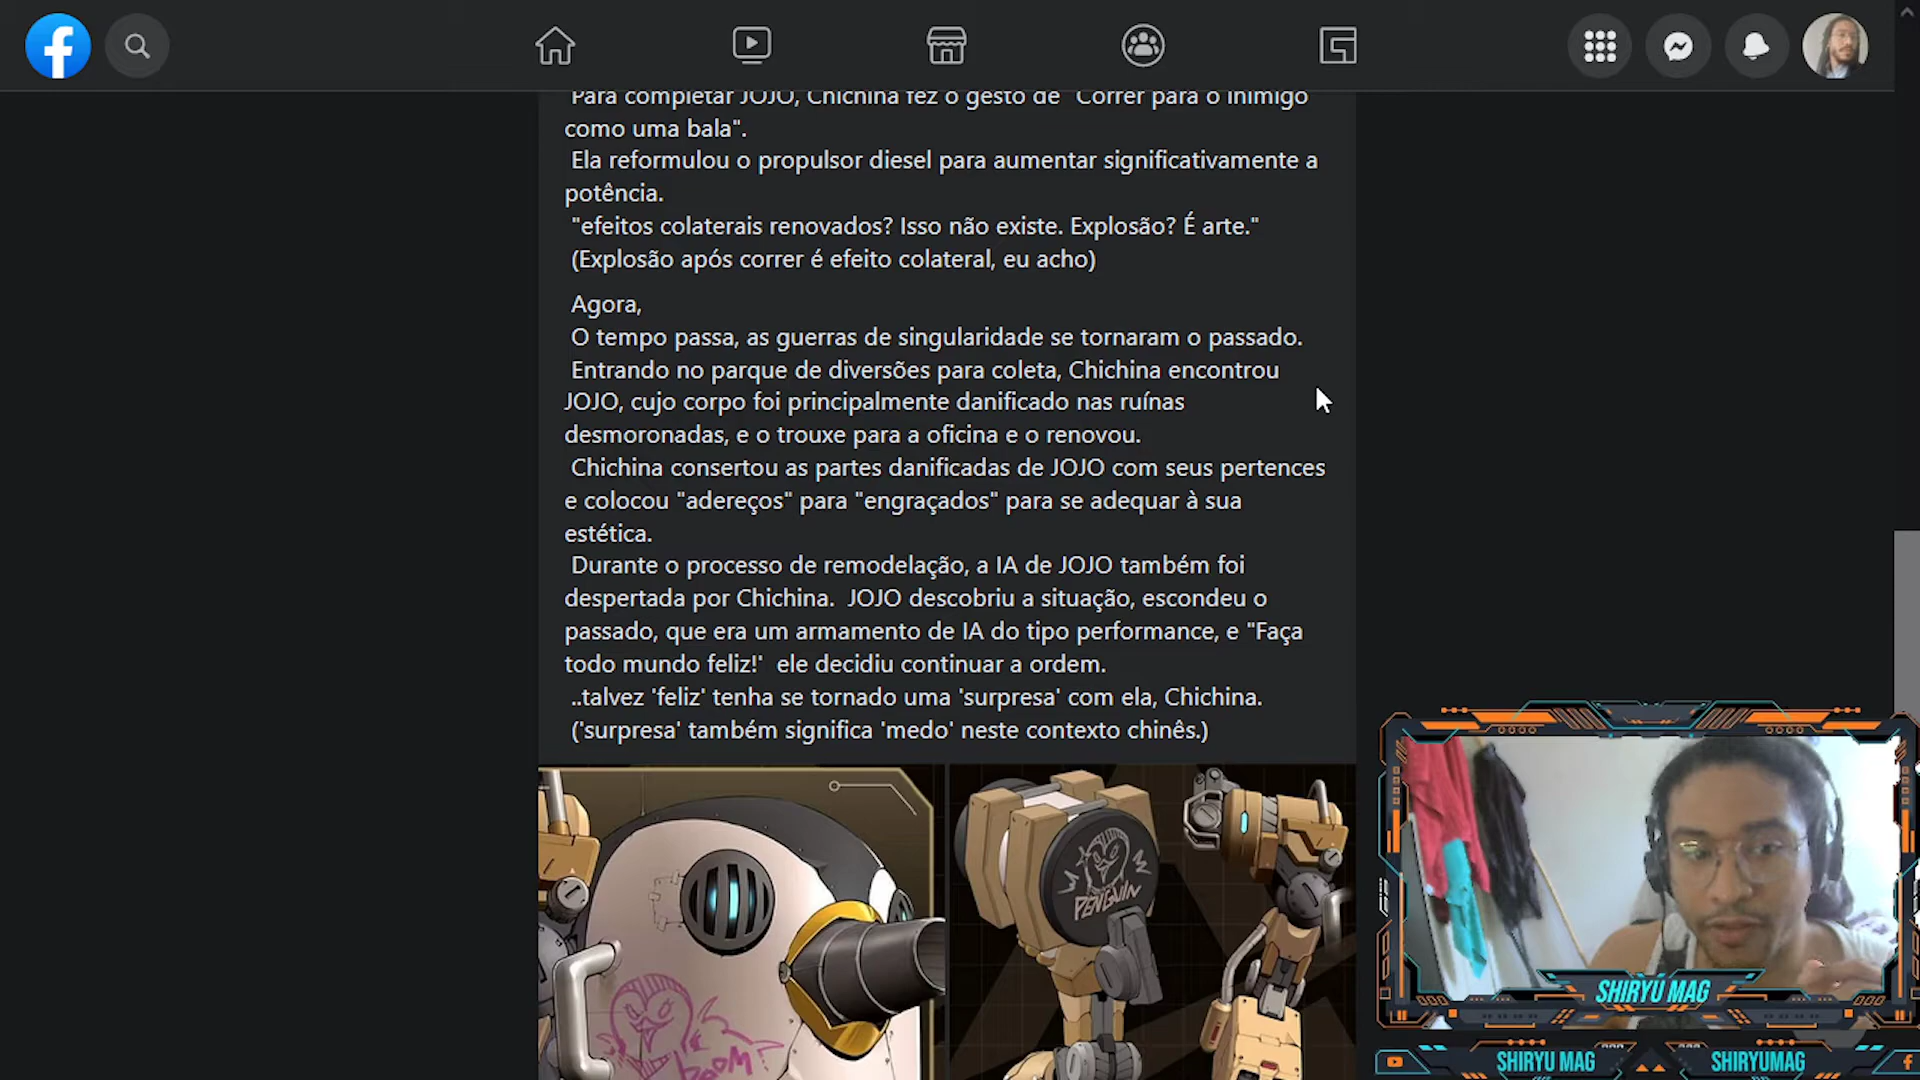 Para completar JOJO, Chichina fez o gesto de "Correr para o inimigo
como uma bala".
Ela reformulou o propulsor diesel para aumentar significativamente a
potência.
"efeitos colaterais renovados? Isso não existe. Explosão? É arte."
(Explosão após correr é efeito colateral, eu acho)
Agora,
O tempo passa, as guerras de singularidade se tornaram o passado.
Entrando no parque de diversões para coleta, Chichina encontrou
JOJO, cujo corpo foi principalmente danificado nas ruínas
desmoronadas, e o trouxe para a oficina e o renovou.
Chichina consertou as partes danificadas de JOJO com seus pertences
e colocou "adereços" para "engraçados" para se adequar à sua
estética.
Durante o processo de remodelação, a IA de JOJO também foi
despertada por Chichina.  JOJO descobriu a situação, escondeu o
passado, que era um armamento de IA do tipo performance, e "Faça
todo mundo feliz!'  ele decidiu continuar a ordem.
..talvez 'feliz' tenha se tornado uma 'surpresa' com ela, Chichina.
('surpresa' também significa 'medo' neste contexto chinês.)
PENGUIN
BOOM
SHIRYU MAG
SHIRYU MAG
SHIRYUMAG